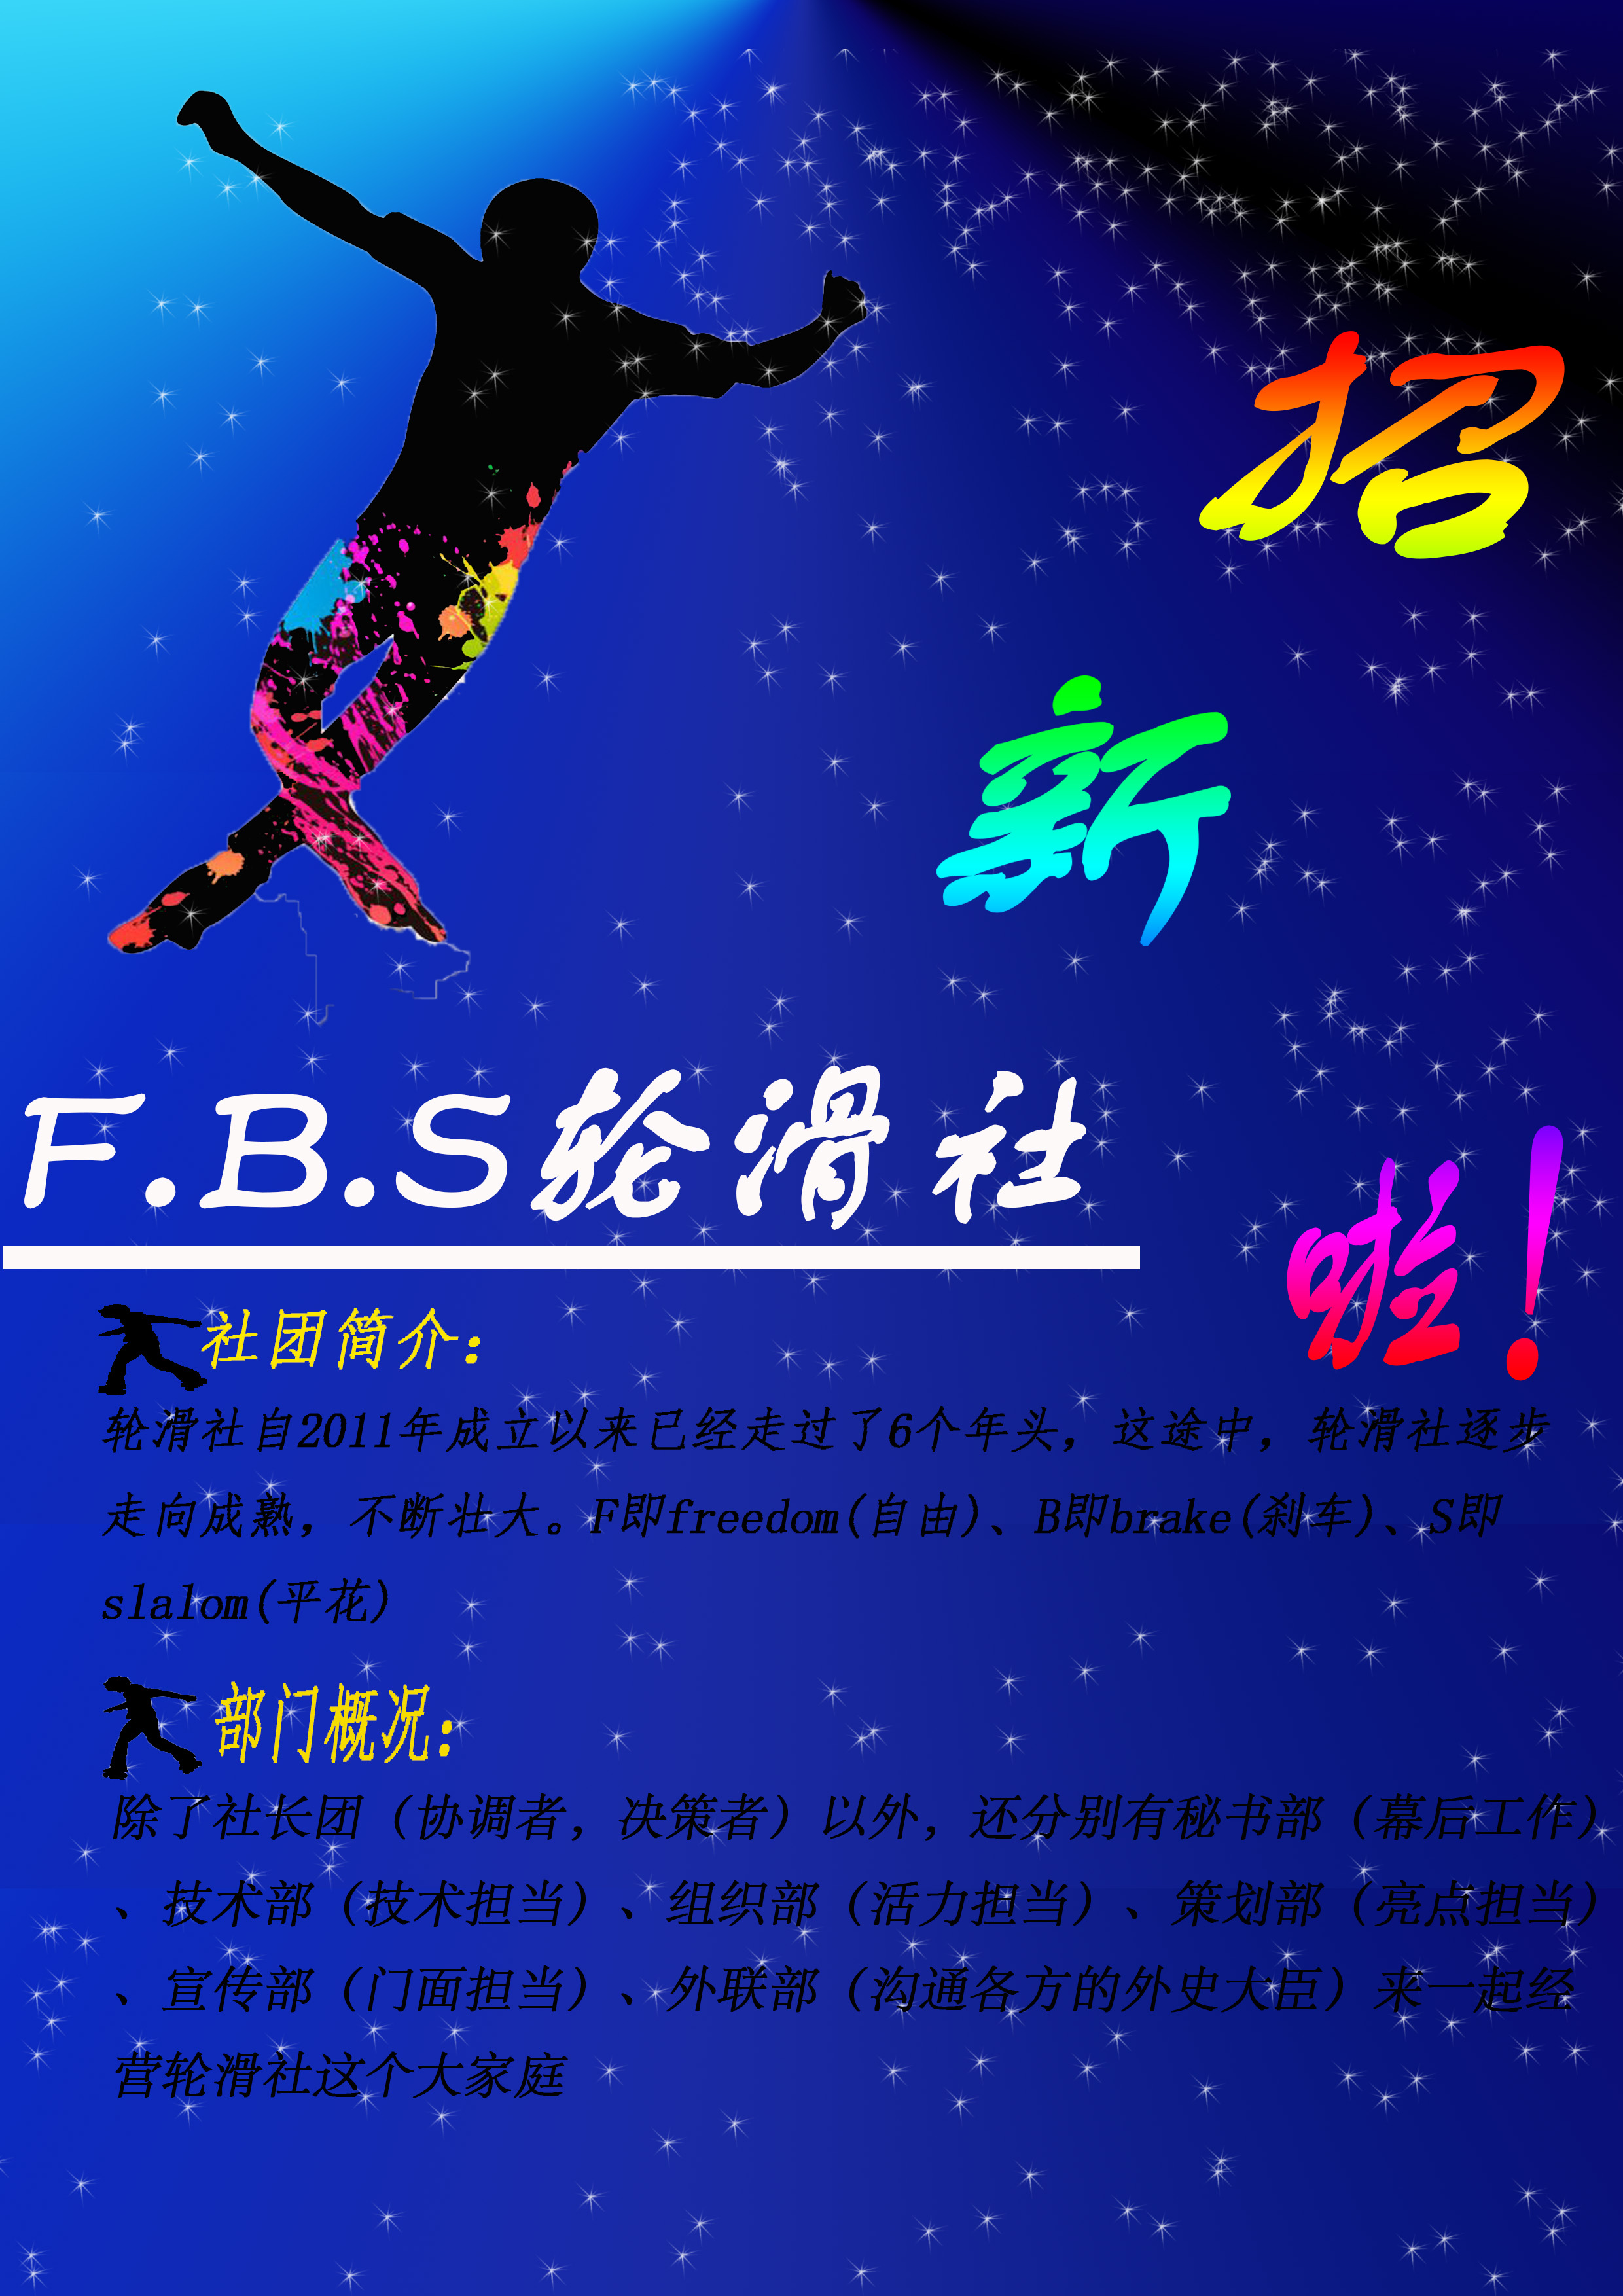 招
新
啦!
F.B.S轮滑社
社团简介：
轮滑社自2011年成立以来已经走过了6个年头，这途中，轮滑社逐步
走向成熟，不断壮大。F即freedom(自由)、B即brake(刹车)、S即
slalom(平花)
部门概况：
除了社长团（协调者，决策者）以外，还分别有秘书部（幕后工作）
、技术部（技术担当）、组织部（活力担当）、策划部（亮点担当）
、宣传部（门面担当）、外联部（沟通各方的外史大臣）来一起经
营轮滑社这个大家庭